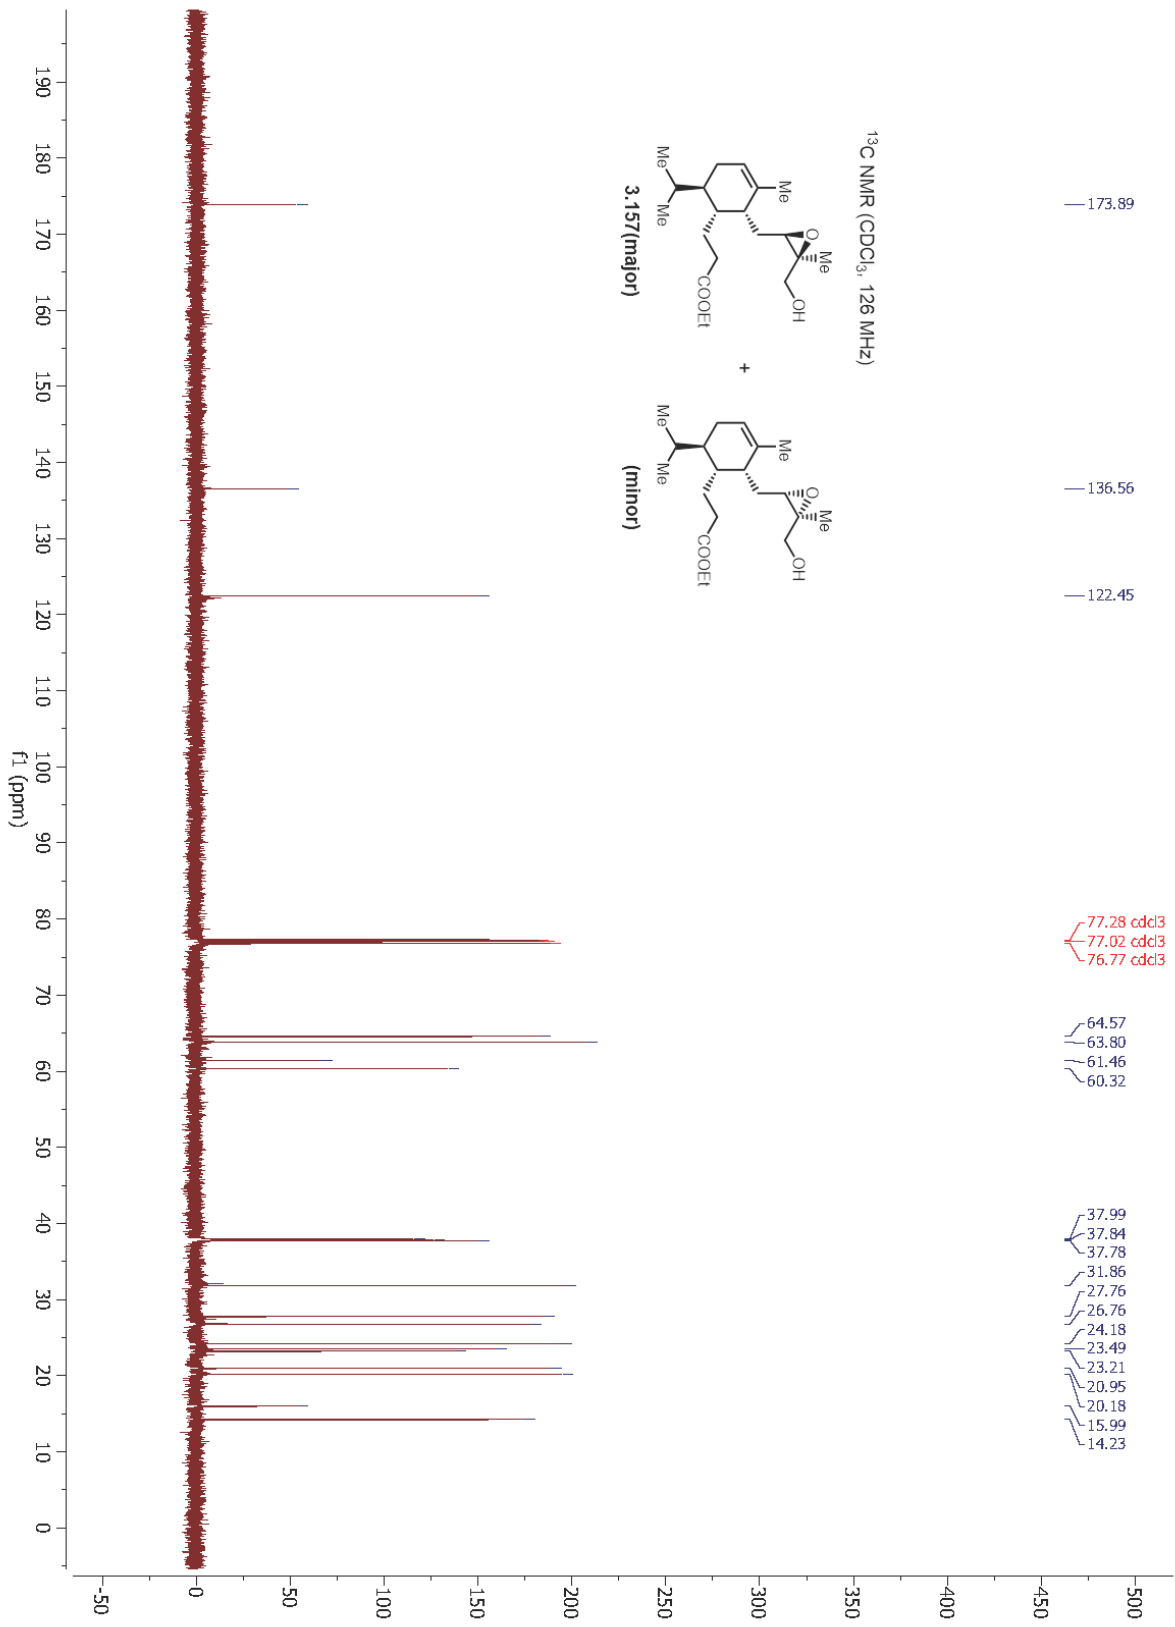 ¹³C NMR (CDCl₃, 126 MHz)
Me
O
Me
OH
COOEt
Me
Me
3.157(major)
+
Me
O
Me
OH
COOEt
Me
Me
(minor)
173.89
136.56
122.45
77.28 cdcl3
77.02 cdcl3
76.77 cdcl3
64.57
63.80
61.46
60.32
37.99
37.84
37.78
31.86
27.76
26.76
24.18
23.49
23.21
20.95
20.18
15.99
14.23
500
450
400
350
300
250
200
150
100
50
0
-50
190 180 170 160 150 140 130 120 110 100 90 80 70 60 50 40 30 20 10 0
f1 (ppm)